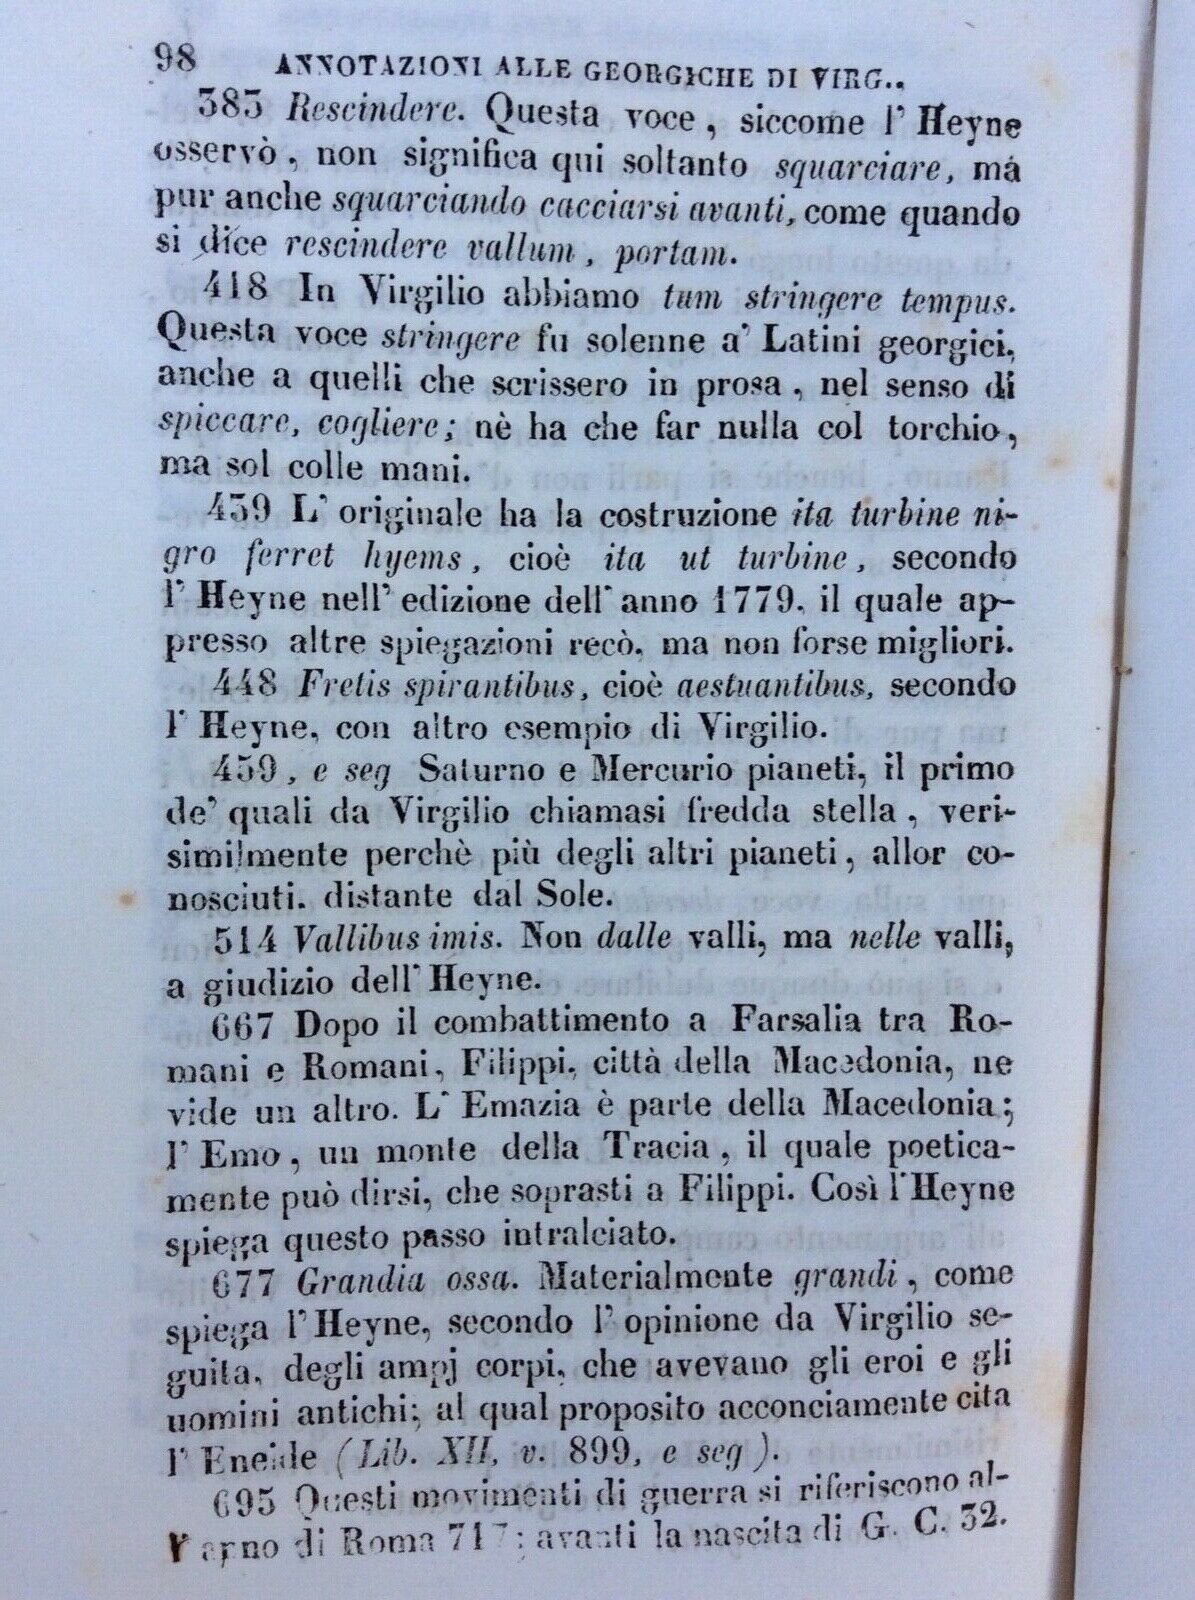 98 ANNOTAZIONI ALLE GEORGICHE DI VIRG..
383 Rescindere. Questa voce, siccome l' Heyne
osservò, non significa qui soltanto squarciare, ma
pur anche squarciando cacciarsi avanti, come quando
si dice rescindere vallum, portam.
418 In Virgilio abbiamo tum stringere tempus.
Questa voce stringere fu solenne a' Latini georgici,
anche a quelli che scrissero in prosa, nel senso di
spiccare, cogliere; nè ha che far nulla col torchio,
ma sol colle mani.
439 L' originale ha la costruzione ita turbine ni-
gro ferret hyems, cioè ita ut turbine, secondo
l' Heyne nell' edizione dell' anno 1779, il quale ap-
presso altre spiegazioni recò, ma non forse migliori.
448 Fretis spirantibus, cioè aestuantibus, secondo
l' Heyne, con altro esempio di Virgilio.
459, e seg Saturno e Mercurio pianeti, il primo
de' quali da Virgilio chiamasi fredda stella, veri-
similmente perchè più degli altri pianeti, allor co-
nosciuti, distante dal Sole.
514 Vallibus imis. Non dalle valli, ma nelle valli,
a giudizio dell' Heyne.
667 Dopo il combattimento a Farsalia tra Ro-
mani e Romani, Filippi, città della Macedonia, ne
vide un altro. L' Emazia è parte della Macedonia;
l' Emo, un monte della Tracia, il quale poetica-
mente può dirsi, che soprasti a Filippi. Così l' Heyne
spiega questo passo intralciato.
677 Grandia ossa. Materialmente grandi, come
spiega l' Heyne, secondo l' opinione da Virgilio se-
guita, degli ampj corpi, che avevano gli eroi e gli
uomini antichi; al qual proposito acconciamente cita
l' Eneide (Lib. XII, v. 899, e seg).
695 Questi movimenti di guerra si riferiscono al-
l' anno di Roma 717; avanti la nascita di G. C. 32.